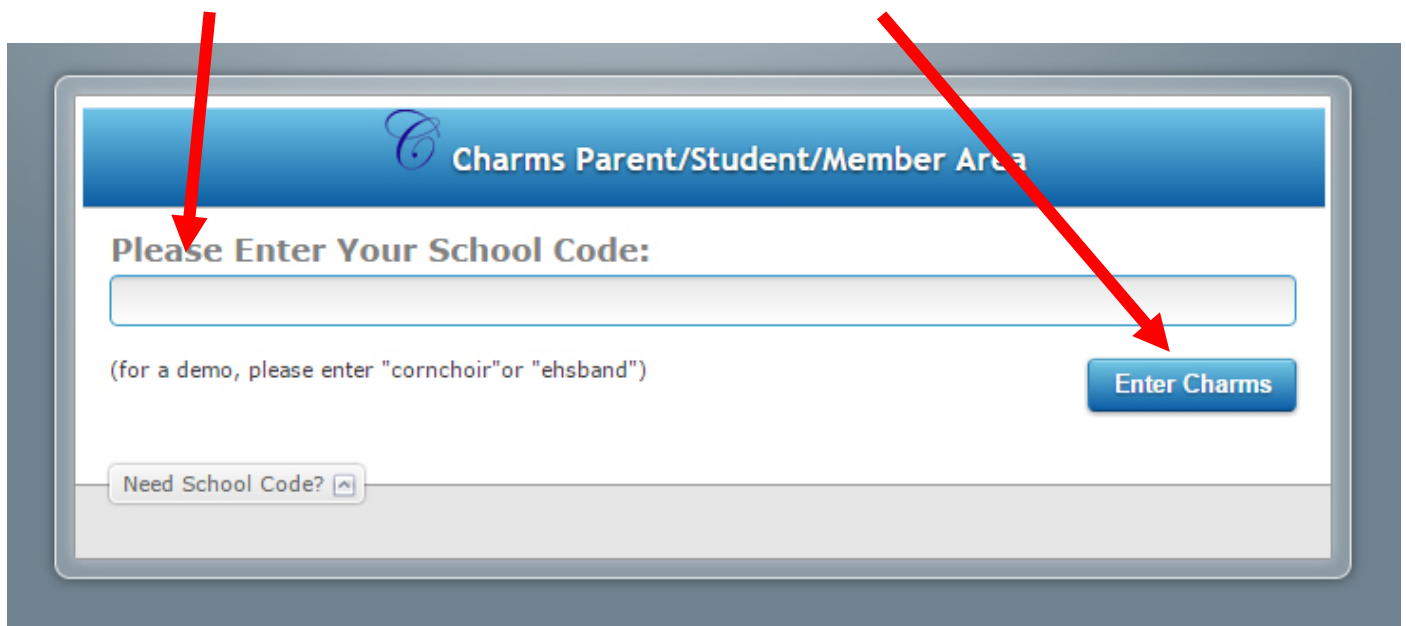 C Charms Parent/Student/Member Area
Please Enter Your School Code:
(for a demo, please enter "cornchoir"or "ehsband")
Enter Charms
Need School Code?